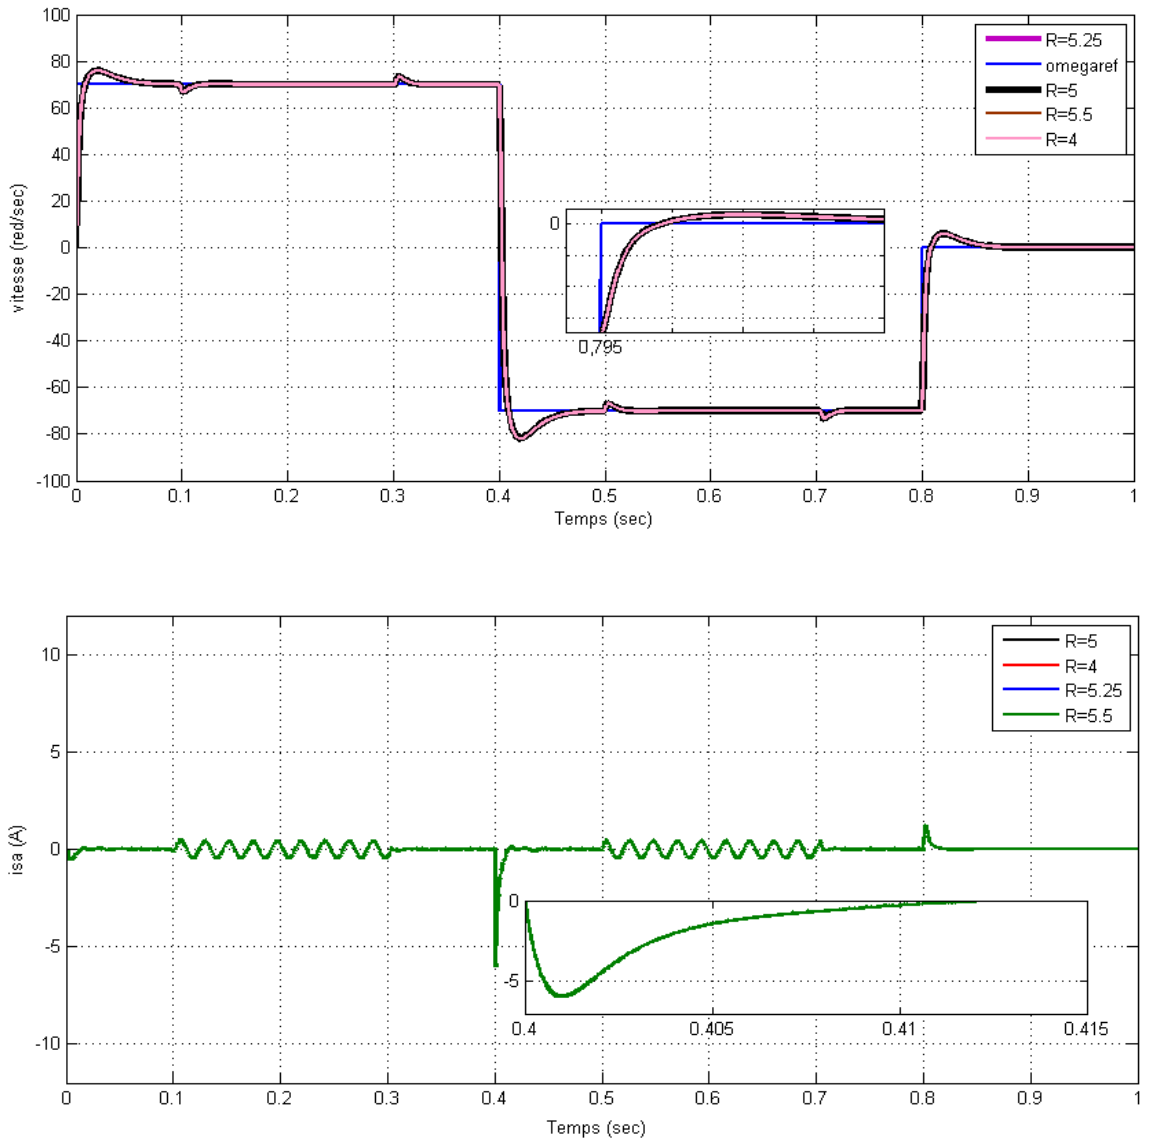 100
80
60
40
20
0
-20
-40
-60
-80
-100
vitesse (red/sec)
R=5.25
omegaref
R=5
R=5.5
R=4
0
0,795
0 0.1 0.2 0.3 0.4 0.5 0.6 0.7 0.8 0.9 1
Temps (sec)
10
5
0
-5
-10
isa (A)
R=5
R=4
R=5.25
R=5.5
0
-5
0.4 0.405 0.41 0.415
0 0.1 0.2 0.3 0.4 0.5 0.6 0.7 0.8 0.9 1
Temps (sec)